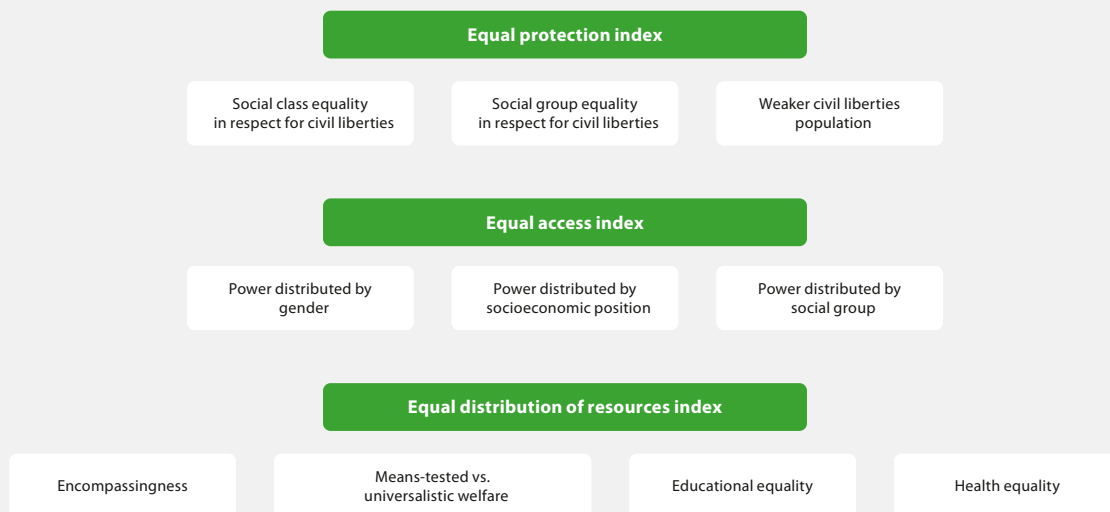 Equal protection index
Social class equality
in respect for civil liberties
Social group equality
in respect for civil liberties
Weaker civil liberties
population
Equal access index
Power distributed by
gender
Power distributed by
socioeconomic position
Power distributed by
social group
Equal distribution of resources index
Encompassingness
Means-tested vs.
universalistic welfare
Educational equality
Health equality